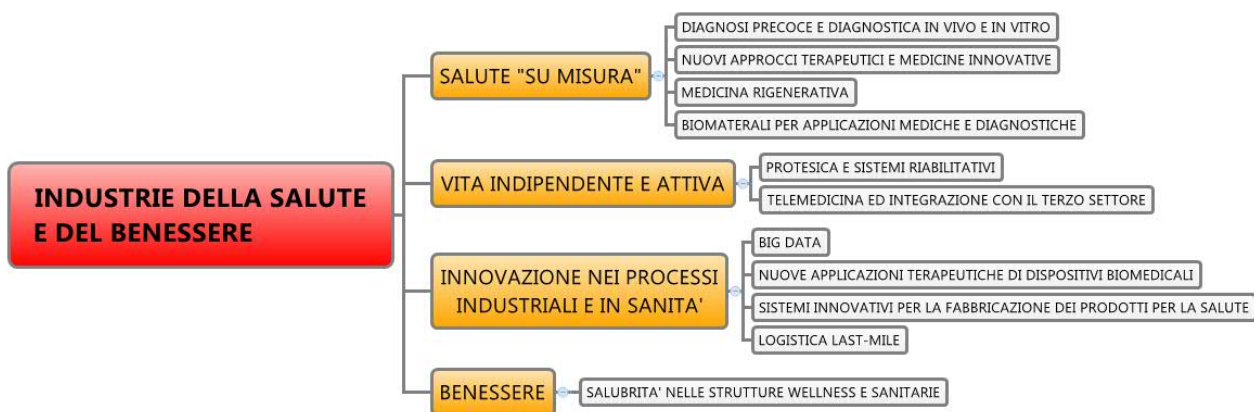 INDUSTRIE DELLA SALUTE
E DEL BENESSERE
SALUTE "SU MISURA"
DIAGNOSI PRECOCE E DIAGNOSTICA IN VIVO E IN VITRO
NUOVI APPROCCI TERAPEUTICI E MEDICINE INNOVATIVE
MEDICINA RIGENERATIVA
BIOMATERALI PER APPLICAZIONI MEDICHE E DIAGNOSTICHE
VITA INDIPENDENTE E ATTIVA
PROTESICA E SISTEMI RIABILITATIVI
TELEMEDICINA ED INTEGRAZIONE CON IL TERZO SETTORE
INNOVAZIONE NEI PROCESSI
INDUSTRIALI E IN SANITA'
BIG DATA
NUOVE APPLICAZIONI TERAPEUTICHE DI DISPOSITIVI BIOMEDICALI
SISTEMI INNOVATIVI PER LA FABBRICAZIONE DEI PRODOTTI PER LA SALUTE
LOGISTICA LAST-MILE
BENESSERE
SALUBRITA' NELLE STRUTTURE WELLNESS E SANITARIE